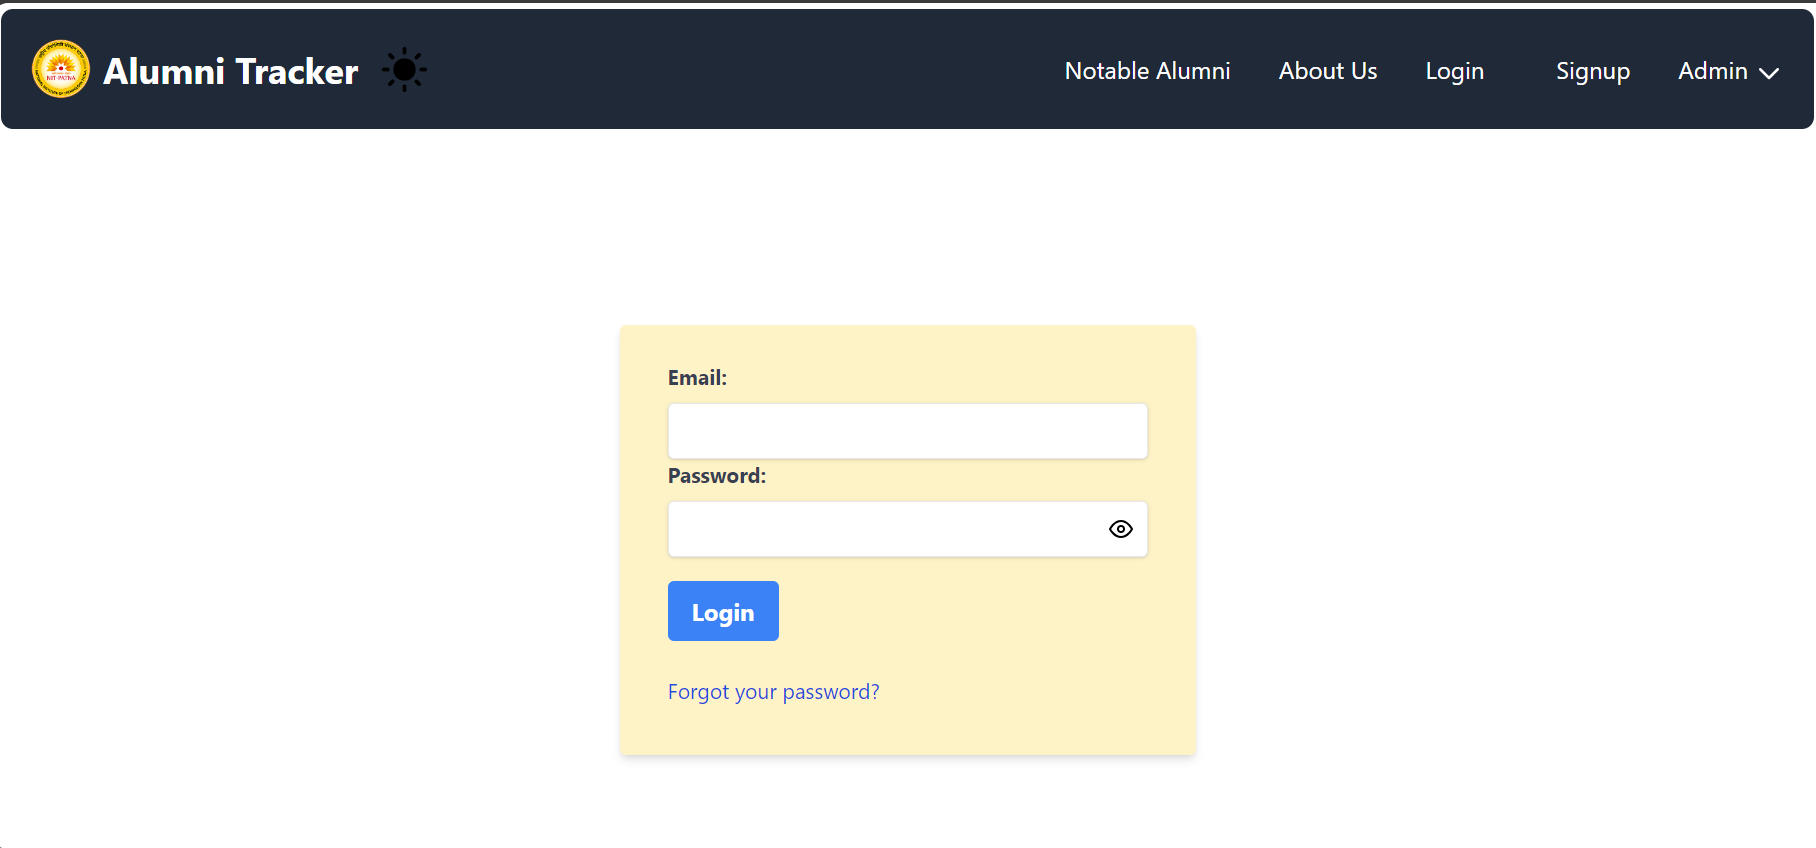 NIT-PATNA
Alumni Tracker
Notable Alumni
About Us
Login
Signup
Admin
Email:
Password:
Login
Forgot your password?